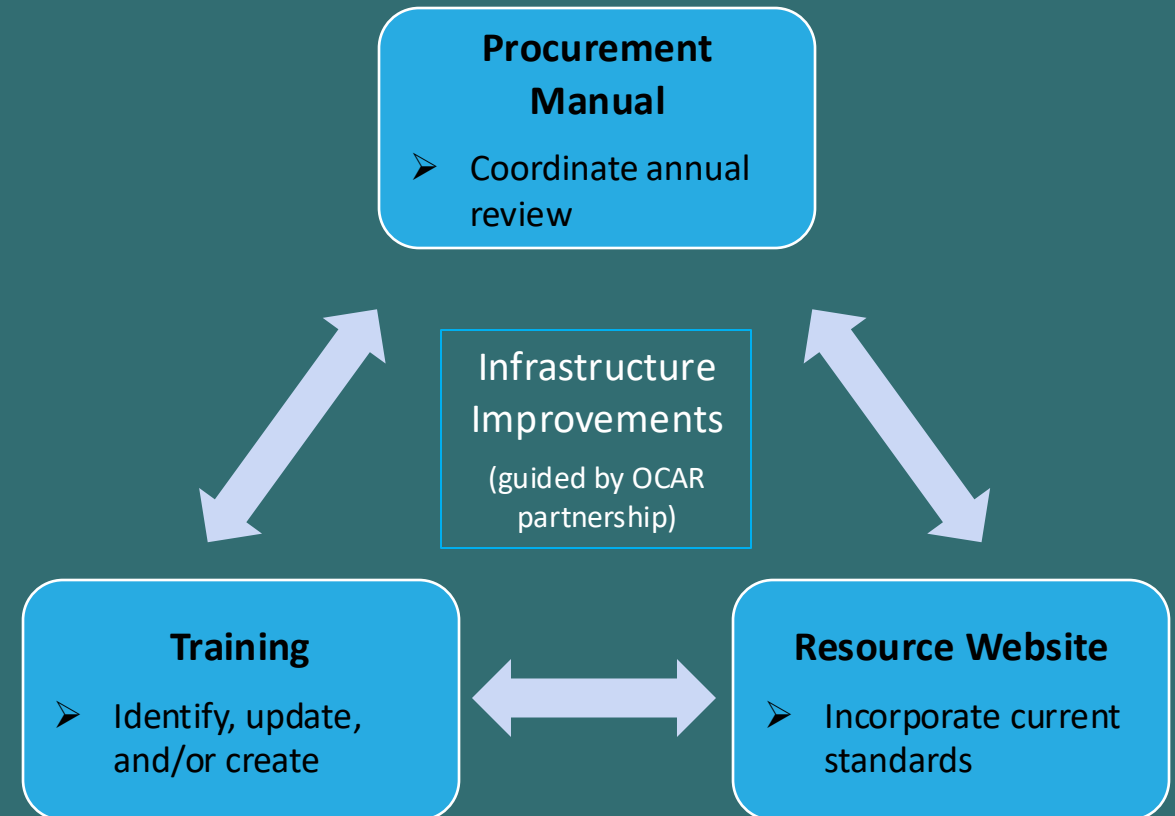 Procurement
Manual
➢ Coordinate annual
review
Infrastructure
Improvements
(guided by OCAR
partnership)
Training
➢ Identify, update,
and/or create
Resource Website
➢ Incorporate current
standards